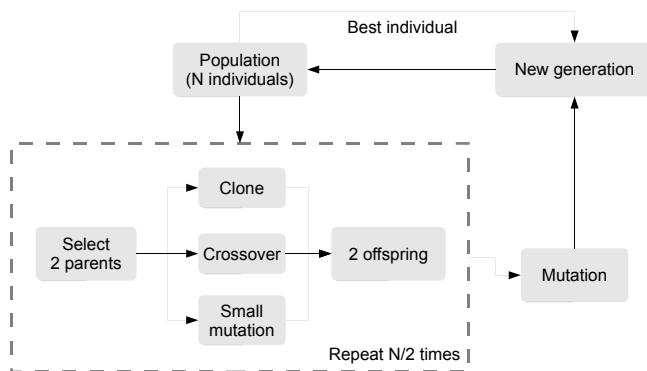 Best individual
Population
(N individuals)
New generation
Clone
Select
2 parents
Crossover
2 offspring
Mutation
Small
mutation
Repeat N/2 times